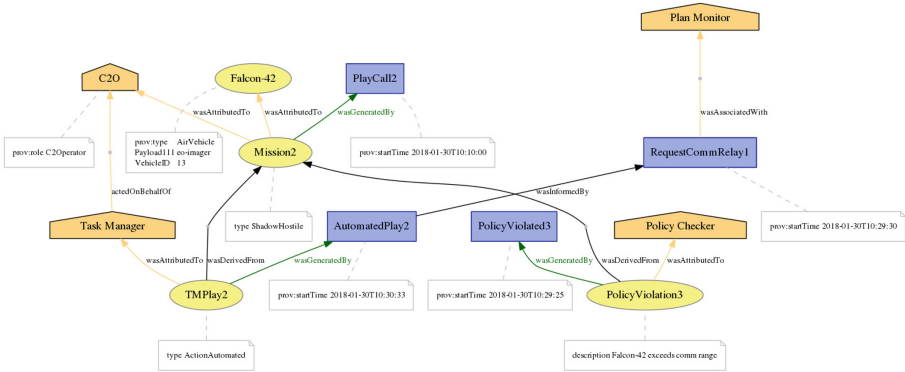 Plan Monitor
C2O
Falcon-42
PlayCall2
wasAttributedTo
wasAttributedTo
wasGeneratedBy
wasAssociatedWith
prov:role C2Operator
prov:type AirVehicle
Payload111 eo-imager
VehicleID 13
Mission2
prov:startTime 2018-01-30T10:10:00
RequestCommRelay1
actedOnBehalfOf
wasInformedBy
Task Manager
type ShadowHostile
AutomatedPlay2
PolicyViolated3
Policy Checker
prov:startTime 2018-01-30T10:29:30
wasAttributedTo
wasDerivedFrom
wasGeneratedBy
wasGeneratedBy
wasDerivedFrom
wasAttributedTo
TMPlay2
prov:startTime 2018-01-30T10:30:33
prov:startTime 2018-01-30T10:29:25
PolicyViolation3
type ActionAutomated
description Falcon-42 exceeds comm range